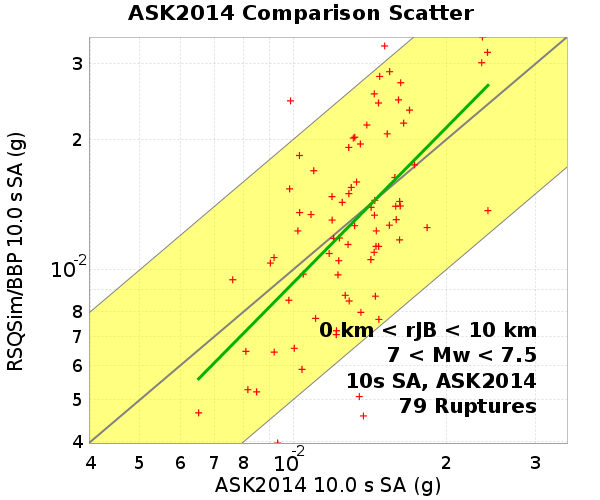 ASK2014 Comparison Scatter
RSQSim/BBP 10.0 s SA (g)
3
2
10-2
8
7
6
5
4
0 km < rJB < 10 km
7 < Mw < 7.5
10s SA, ASK2014
79 Ruptures
4 5 6 7 8 10-2 2 3
ASK2014 10.0 s SA (g)